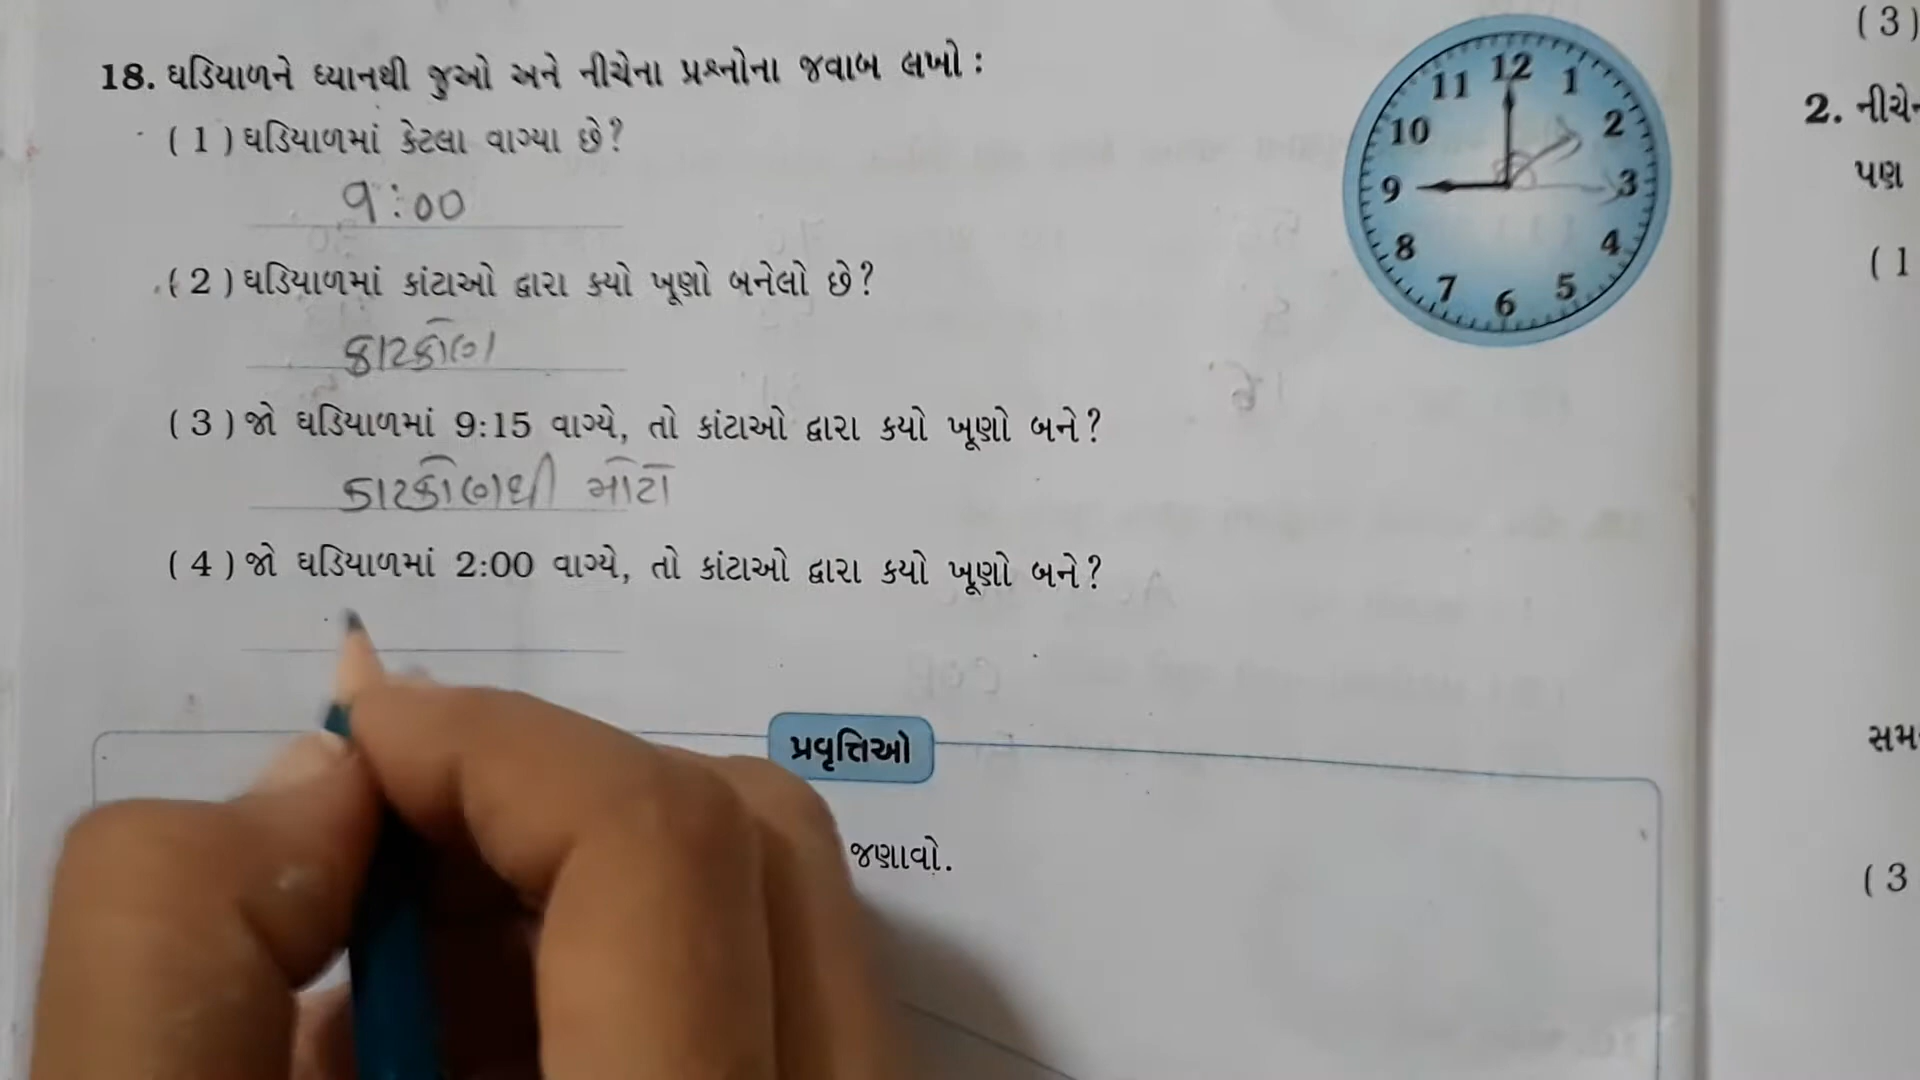 18. ઘડિયાળને ધ્યાનથી જુઓ અને નીચેના પ્રશ્નોના જવાબ લખો :
( 1 ) ઘડિયાળમાં કેટલા વાગ્યા છે?
9:00
( 2 ) ઘડિયાળમાં કાંટાઓ દ્વારા ક્યો ખૂણો બનેલો છે?
કાટકોણ
( 3 ) જો ઘડિયાળમાં 9:15 વાગ્યે, તો કાંટાઓ દ્વારા કયો ખૂણો બને?
કાટકોણથી મોટો
( 4 ) જો ઘડિયાળમાં 2:00 વાગ્યે, તો કાંટાઓ દ્વારા કયો ખૂણો બને?
પ્રવૃત્તિઓ
જણાવો.
12
11 1
10 2
9 3
8 4
7 5
6
( 3 )
2. નીચેન
પણ
( 1
સમ
( 3